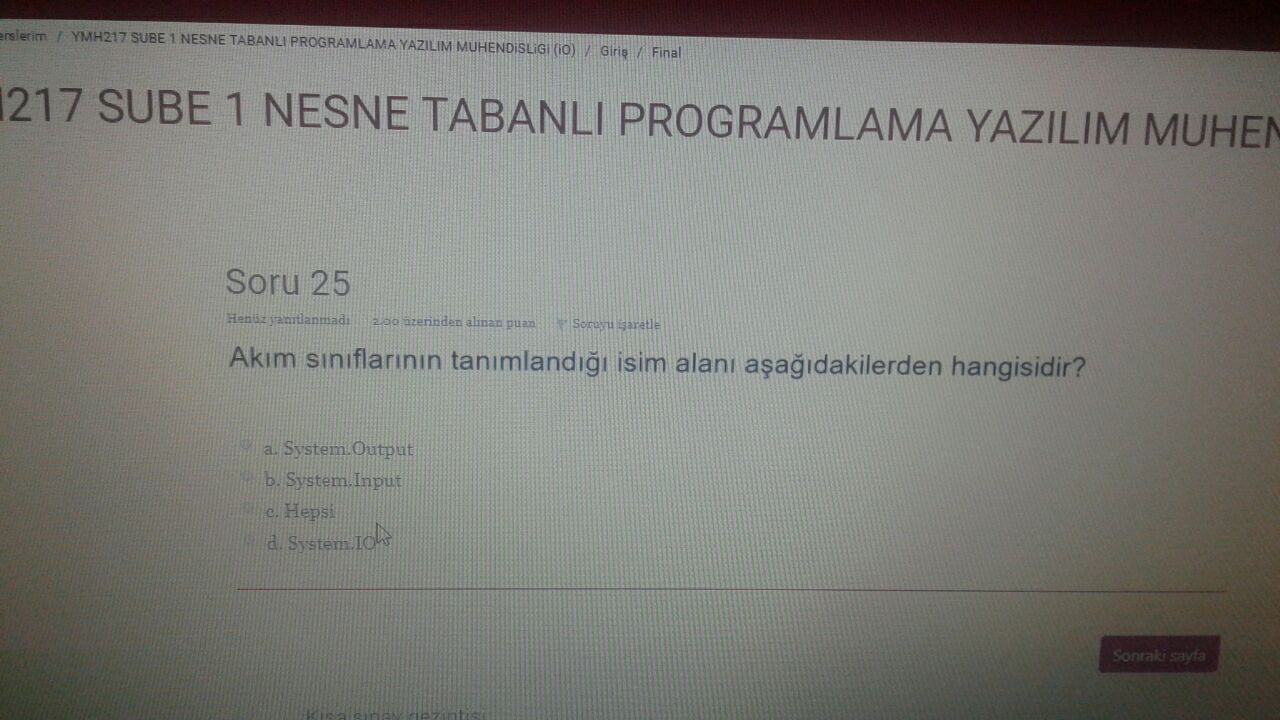 erslerim / YMH217 SUBE 1 NESNE TABANLI PROGRAMLAMA YAZILIM MUHENDiSLiGi (iO) / Giriş / Final
217 SUBE 1 NESNE TABANLI PROGRAMLAMA YAZILIM MUHEN
Soru 25
Henüz yanıtlanmadı 2,00 üzerinden alınan puan Soruyu işaretle
Akım sınıflarının tanımlandığı isim alanı aşağıdakilerden hangisidir?
a. System.Output
b. System.Input
c. Hepsi
d. System.IO
Sonraki sayfa
Kısa sınav gezintisi